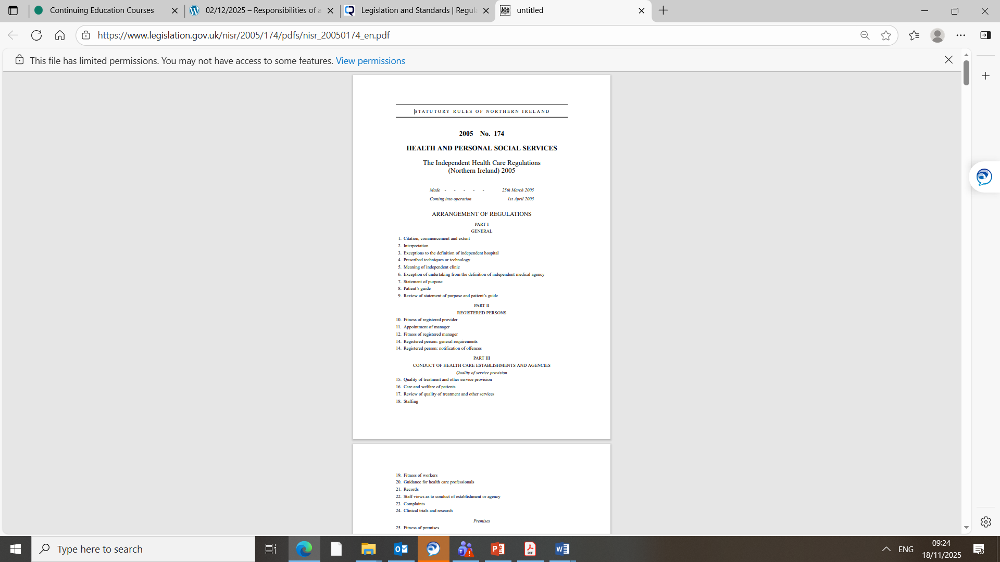 Continuing Education Courses
02/12/2025 – Responsibilities of a
Legislation and Standards | Regul
untitled
https://www.legislation.gov.uk/nisr/2005/174/pdfs/nisr_20050174_en.pdf
This file has limited permissions. You may not have access to some features. View permissions
STATUTORY RULES OF NORTHERN IRELAND
2005 No. 174
HEALTH AND PERSONAL SOCIAL SERVICES
The Independent Health Care Regulations
(Northern Ireland) 2005
Made - - - - - 25th March 2005
Coming into operation 1st April 2005
ARRANGEMENT OF REGULATIONS
PART I
GENERAL
1. Citation, commencement and extent
2. Interpretation
3. Exceptions to the definition of independent hospital
4. Prescribed techniques or technology
5. Meaning of independent clinic
6. Exception of undertaking from the definition of independent medical agency
7. Statement of purpose
8. Patient's guide
9. Review of statement of purpose and patient's guide
PART II
REGISTERED PERSONS
10. Fitness of registered provider
11. Appointment of manager
12. Fitness of registered manager
14. Registered person: general requirements
14. Registered person: notification of offences
PART III
CONDUCT OF HEALTH CARE ESTABLISHMENTS AND AGENCIES
Quality of service provision
15. Quality of treatment and other service provision
16. Care and welfare of patients
17. Review of quality of treatment and other services
18. Staffing
19. Fitness of workers
20. Guidance for health care professionals
21. Records
22. Staff views as to conduct of establishment or agency
23. Complaints
24. Clinical trials and research
Premises
25. Fitness of premises
Type here to search
ENG
09:24
18/11/2025